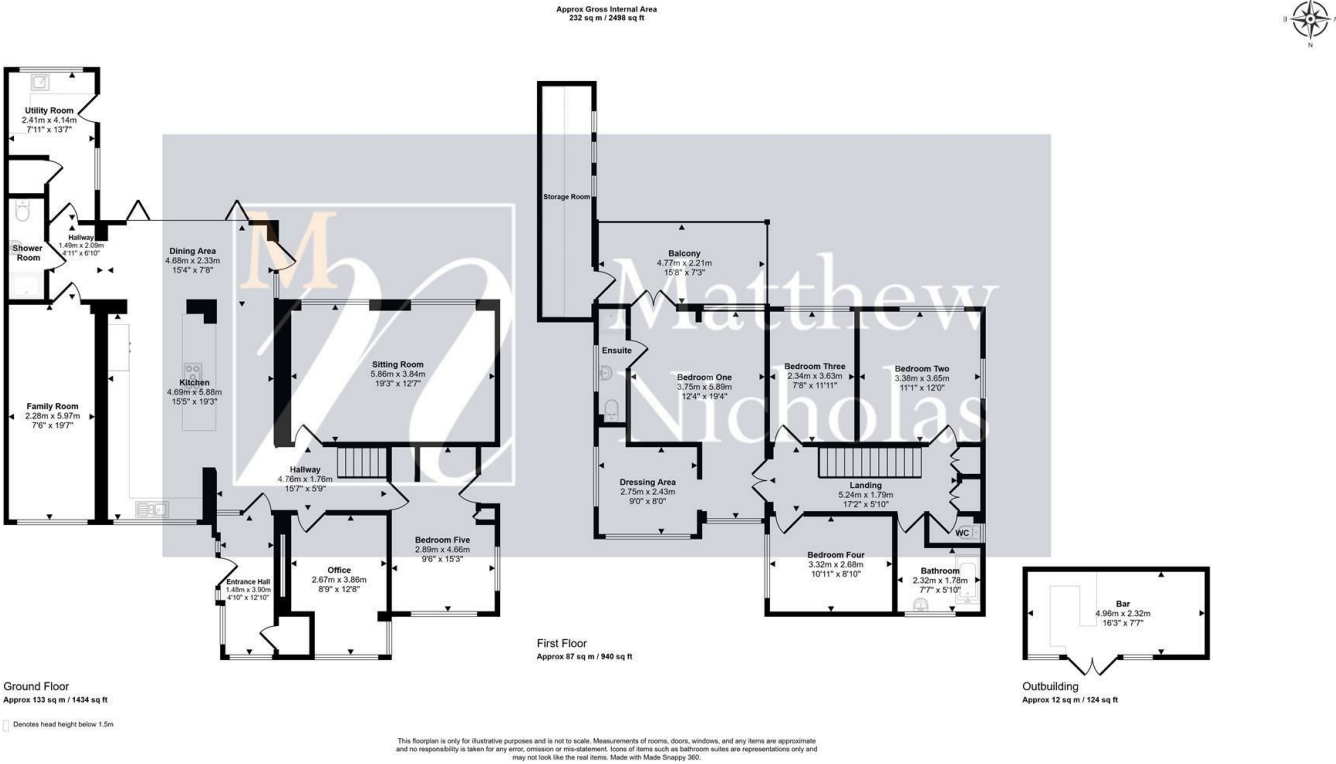 Approx Gross Internal Area
232 sq m / 2498 sq ft
N
Utility Room
2.41m x 4.14m
7'11" x 13'7"
Hallway
1.49m x 2.09m
4'11" x 6'10"
Shower
Room
Dining Area
4.68m x 2.33m
15'4" x 7'8"
Sitting Room
5.86m x 3.84m
19'3" x 12'7"
Kitchen
4.69m x 5.88m
15'5" x 19'3"
Family Room
2.28m x 5.97m
7'6" x 19'7"
Hallway
4.76m x 1.76m
15'7" x 5'9"
Bedroom Five
2.89m x 4.66m
9'6" x 15'3"
Office
2.67m x 3.86m
8'9" x 12'8"
Entrance Hall
1.48m x 3.90m
4'10" x 12'10"
Ground Floor
Approx 133 sq m / 1434 sq ft
Denotes head height below 1.5m
Storage Room
Balcony
4.77m x 2.21m
15'8" x 7'3"
Ensuite
Bedroom One
3.75m x 5.89m
12'4" x 19'4"
Bedroom Three
2.34m x 3.63m
7'8" x 11'11"
Bedroom Two
3.38m x 3.65m
11'1" x 12'0"
Dressing Area
2.75m x 2.43m
9'0" x 8'0"
Landing
5.24m x 1.79m
17'2" x 5'10"
WC
Bedroom Four
3.32m x 2.68m
10'11" x 8'10"
Bathroom
2.32m x 1.78m
7'7" x 5'10"
First Floor
Approx 87 sq m / 940 sq ft
Bar
4.96m x 2.32m
16'3" x 7'7"
Outbuilding
Approx 12 sq m / 124 sq ft
M
n
Matthew
Nicholas
This floorplan is only for illustrative purposes and is not to scale. Measurements of rooms, doors, windows, and any items are approximate
and no responsibility is taken for any error, omission or mis-statement. Icons of items such as bathroom suites are representations only and
may not look like the real items. Made with Made Snappy 360.